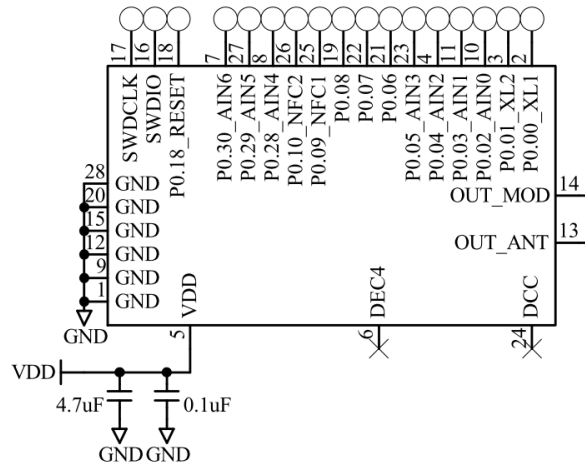 17 16 18 7 27 8 26 25 19 22 21 23 4 11 10 3 2
SWDCLK
SWDIO
P0.18_RESET
P0.30_AIN6
P0.29_AIN5
P0.28_AIN4
P0.10_NFC2
P0.09_NFC1
P0.08
P0.07
P0.06
P0.05_AIN3
P0.04_AIN2
P0.03_AIN1
P0.02_AIN0
P0.01_XL2
P0.00_XL1
28 GND
20 GND
15 GND
12 GND
9 GND
1 GND
GND
OUT_MOD 14
OUT_ANT 13
VDD
DEC4
DCC
5
6
24
VDD
4.7uF
0.1uF
GND
GND